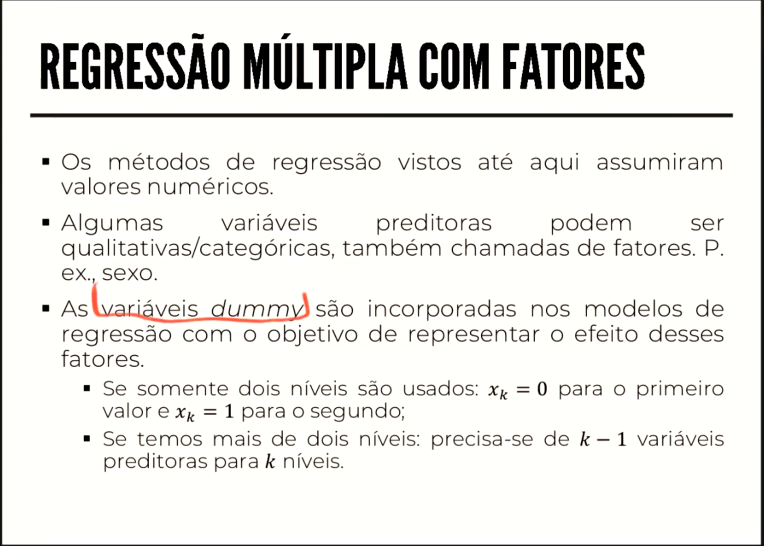 REGRESSÃO MÚLTIPLA COM FATORES
▪ Os métodos de regressão vistos até aqui assumiram
valores numéricos.
▪ Algumas variáveis preditoras podem ser
qualitativas/categóricas, também chamadas de fatores. P.
ex., sexo.
▪ As variáveis dummy são incorporadas nos modelos de
regressão com o objetivo de representar o efeito desses
fatores.
▪ Se somente dois níveis são usados: xₖ = 0 para o primeiro
valor e xₖ = 1 para o segundo;
▪ Se temos mais de dois níveis: precisa-se de k − 1 variáveis
preditoras para k níveis.